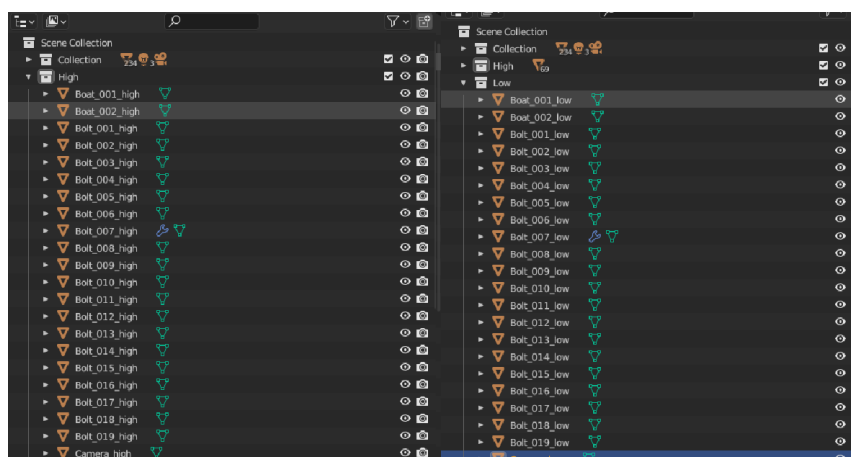 Scene Collection
Collection 234 3
High
Boat_001_high
Boat_002_high
Bolt_001_high
Bolt_002_high
Bolt_003_high
Bolt_004_high
Bolt_005_high
Bolt_006_high
Bolt_007_high
Bolt_008_high
Bolt_009_high
Bolt_010_high
Bolt_011_high
Bolt_012_high
Bolt_013_high
Bolt_014_high
Bolt_015_high
Bolt_016_high
Bolt_017_high
Bolt_018_high
Bolt_019_high
Camera_high
Scene Collection
Collection 234 3
High 69
Low
Boat_001_low
Boat_002_low
Bolt_001_low
Bolt_002_low
Bolt_003_low
Bolt_004_low
Bolt_005_low
Bolt_006_low
Bolt_007_low
Bolt_008_low
Bolt_009_low
Bolt_010_low
Bolt_011_low
Bolt_012_low
Bolt_013_low
Bolt_014_low
Bolt_015_low
Bolt_016_low
Bolt_017_low
Bolt_018_low
Bolt_019_low